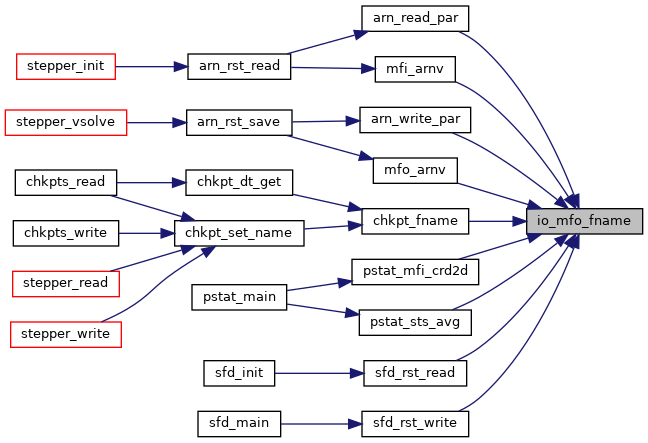 arn_read_par
stepper_init
arn_rst_read
mfi_arnv
stepper_vsolve
arn_rst_save
arn_write_par
mfo_arnv
chkpts_read
chkpt_dt_get
chkpts_write
chkpt_set_name
chkpt_fname
io_mfo_fname
stepper_read
pstat_mfi_crd2d
pstat_main
stepper_write
pstat_sts_avg
sfd_init
sfd_rst_read
sfd_main
sfd_rst_write